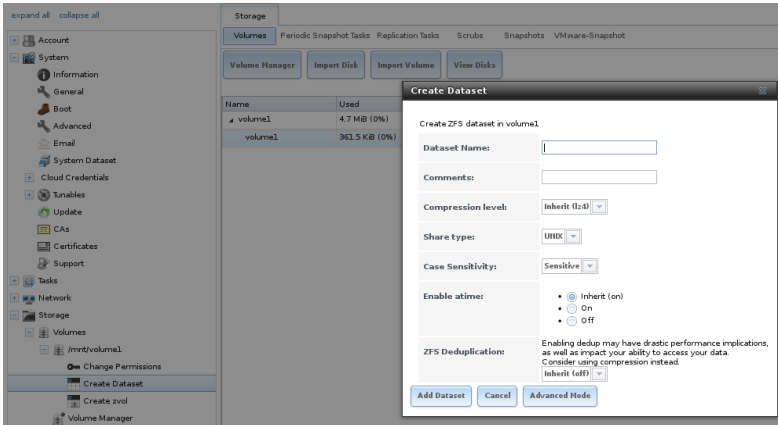 expand all collapse all
Account
System
Information
General
Boot
Advanced
Email
System Dataset
Cloud Credentials
Tunables
Update
CAs
Certificates
Support
Tasks
Network
Storage
Volumes
/mnt/volume1
Change Permissions
Create Dataset
Create zvol
Volume Manager
Storage
Volumes Periodic Snapshot Tasks Replication Tasks Scrubs Snapshots VMware-Snapshot
Volume Manager Import Disk Import Volume View Disks
Name Used
volume1 4.7 MiB (0%)
volume1 361.5 KiB (0%)
Create Dataset
Create ZFS dataset in volume1
Dataset Name:
Comments:
Compression level: Inherit (lz4)
Share type: UNIX
Case Sensitivity: Sensitive
Enable atime: Inherit (on)
On
Off
ZFS Deduplication: Enabling dedup may have drastic performance implications,
as well as impact your ability to access your data.
Consider using compression instead.
Inherit (off)
Add Dataset Cancel Advanced Mode